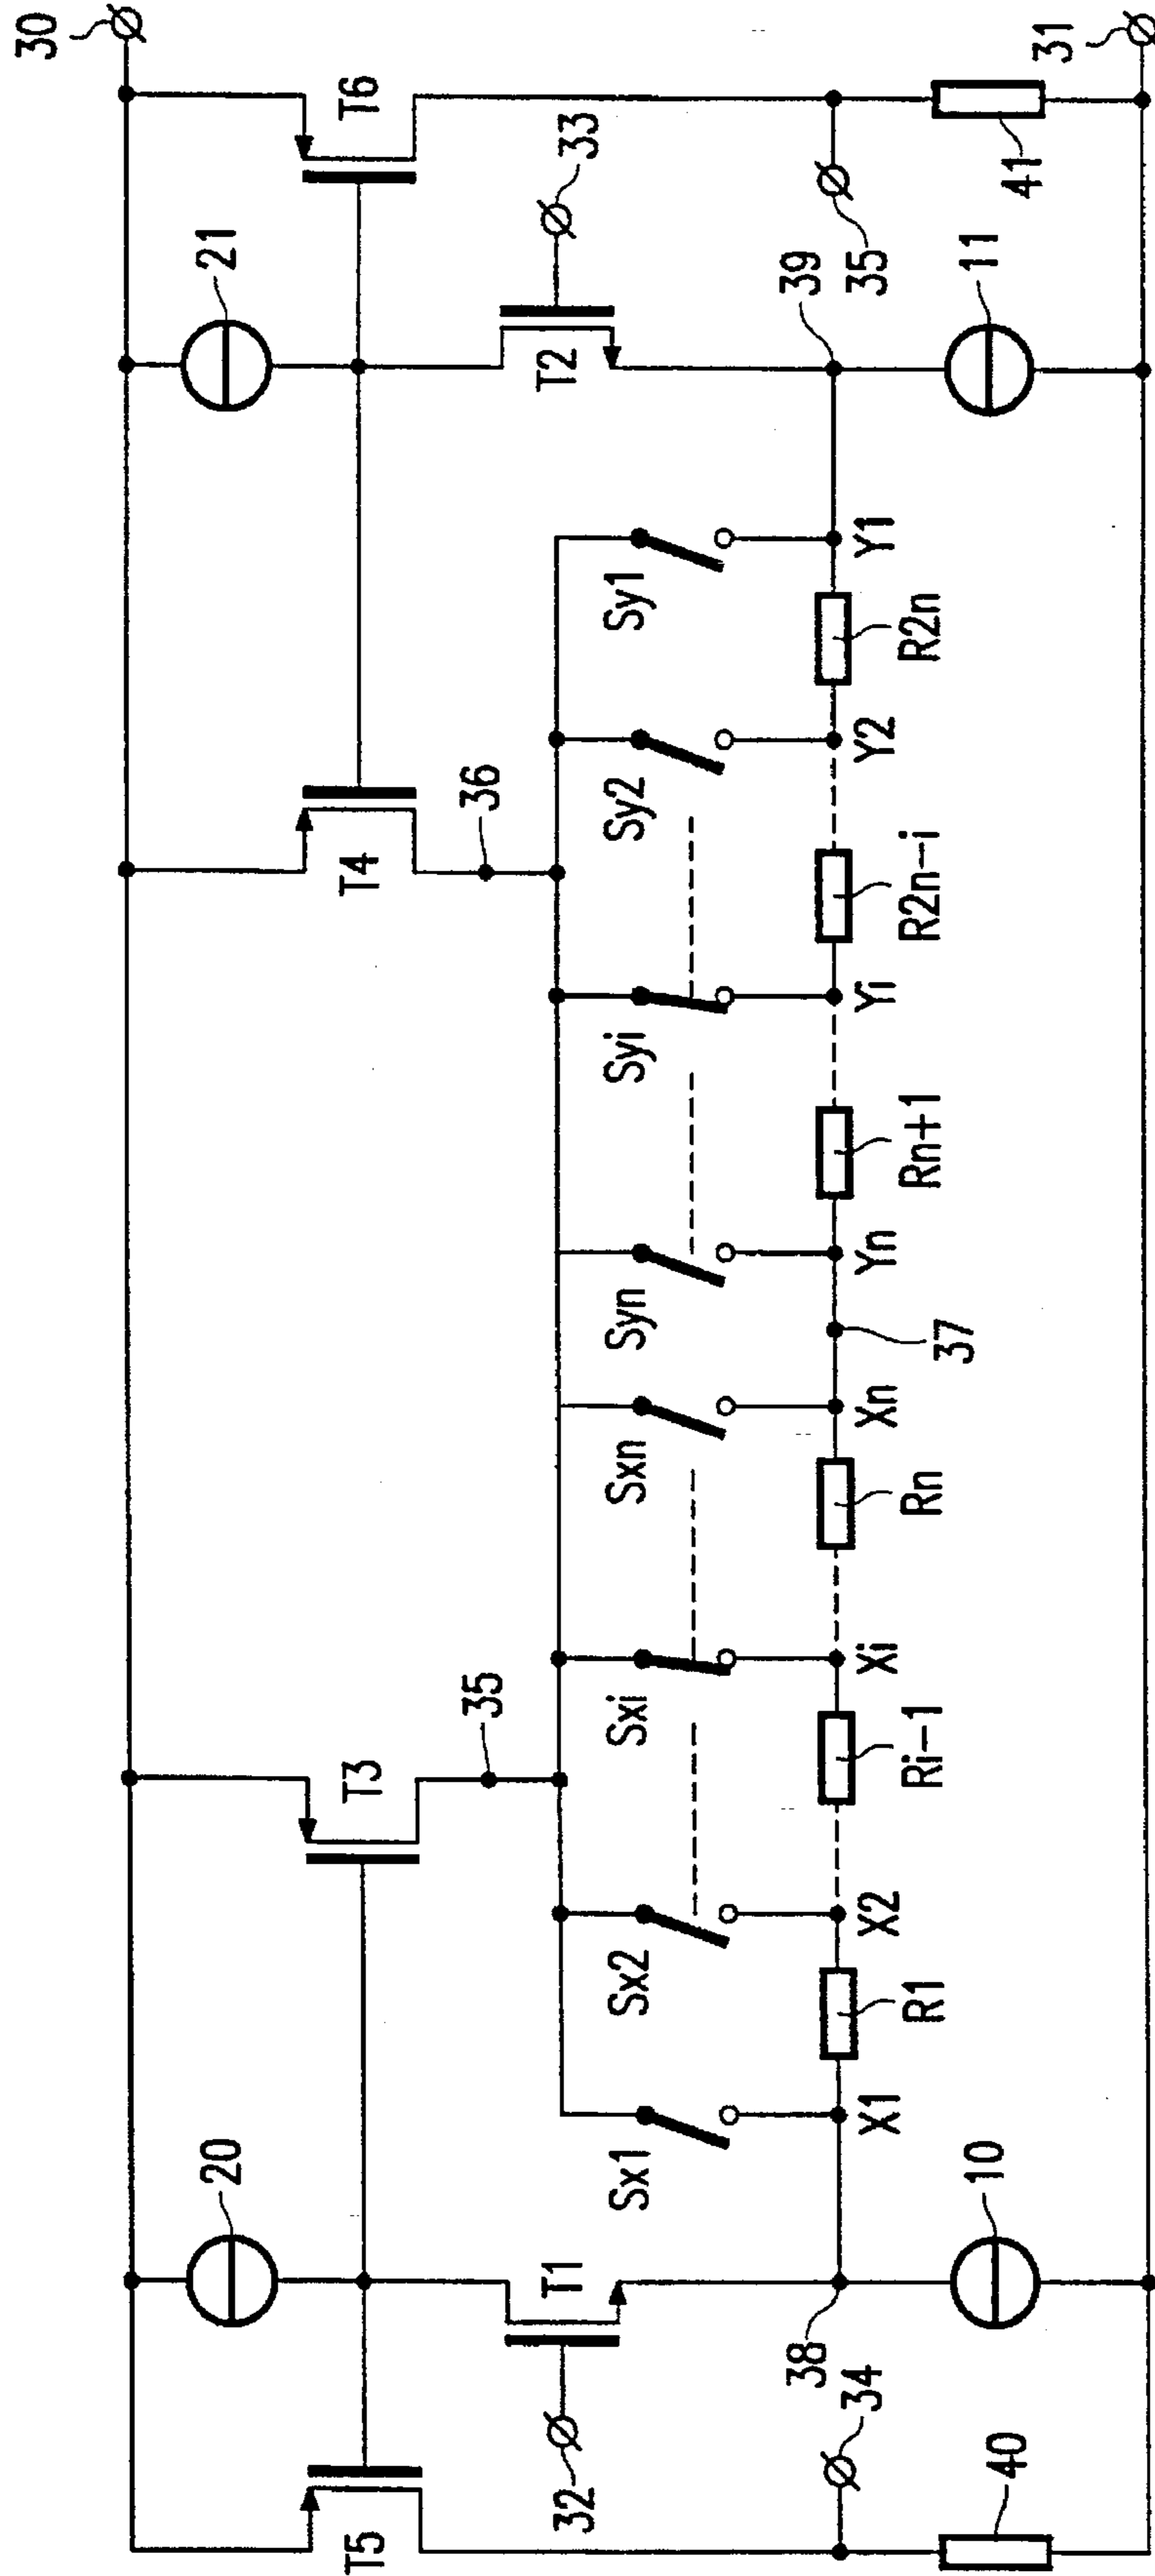 30
21
T6
20
T4
T3
T5
33
36
35
T1
T2
32
Sx1
Sx2
Sxi
Sxn
Syn
Syi
Sy2
Sy1
38
34
39
35
X1
X2
Xi
Xn
37
Yn
Yi
Y2
Y1
R1
Ri-1
Rn
Rn+1
R2n-i
R2n
40
10
11
41
31